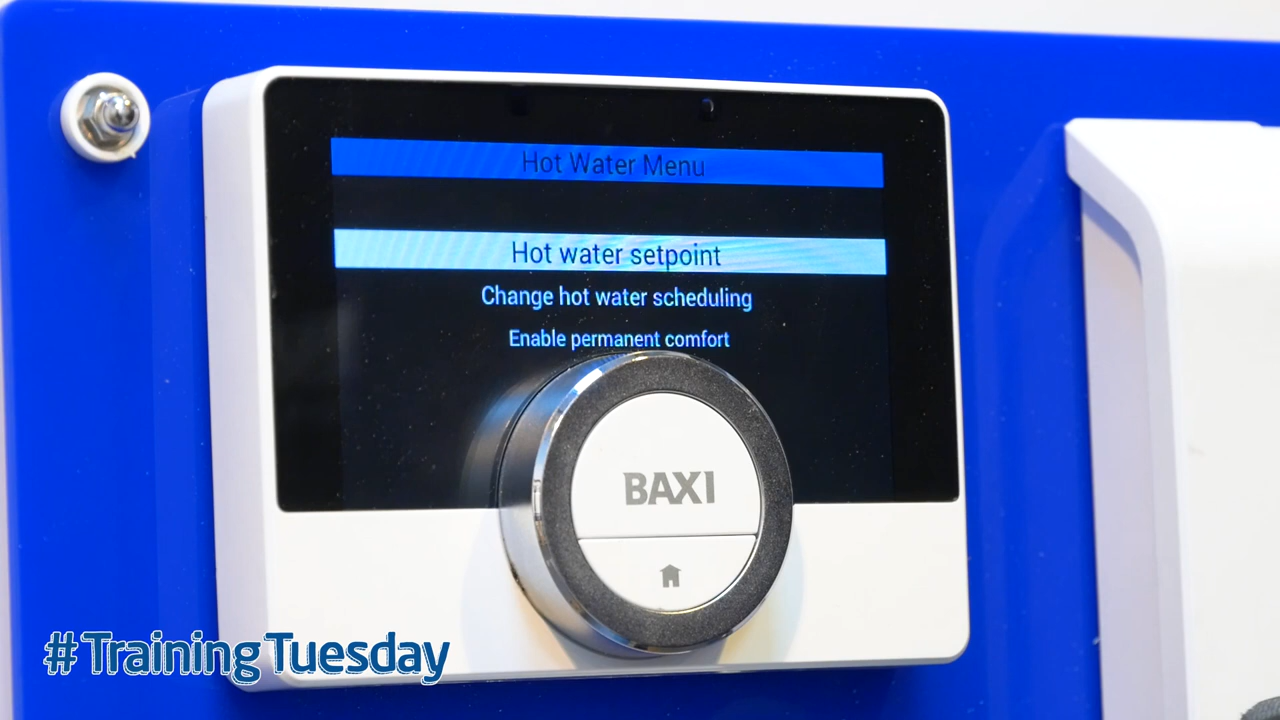 Hot Water Menu
Hot water setpoint
Change hot water scheduling
Enable permanent comfort
BAXI
#TrainingTuesday